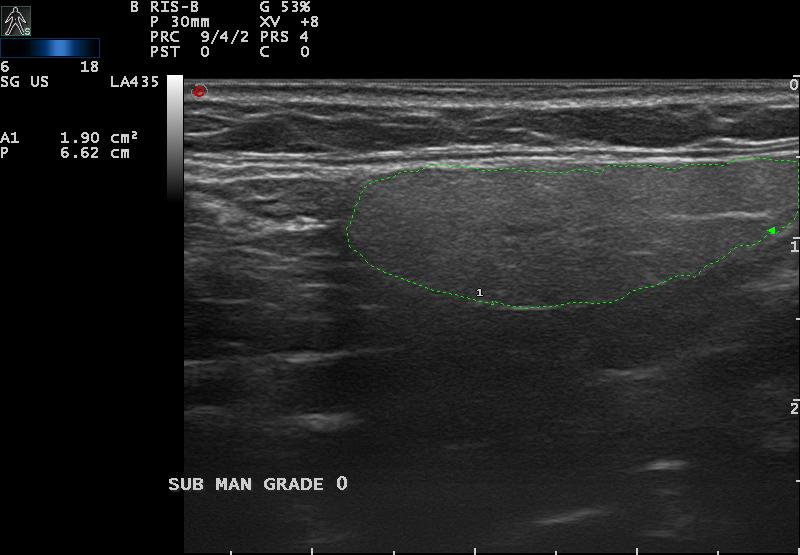 B RIS-B G 53%
P 30mm XV +8
PRC 9/4/2 PRS 4
PST 0 C 0
S
6 18
SG US LA435
A1 1.90 cm²
P 6.62 cm
0
1
1
2
SUB MAN GRADE 0